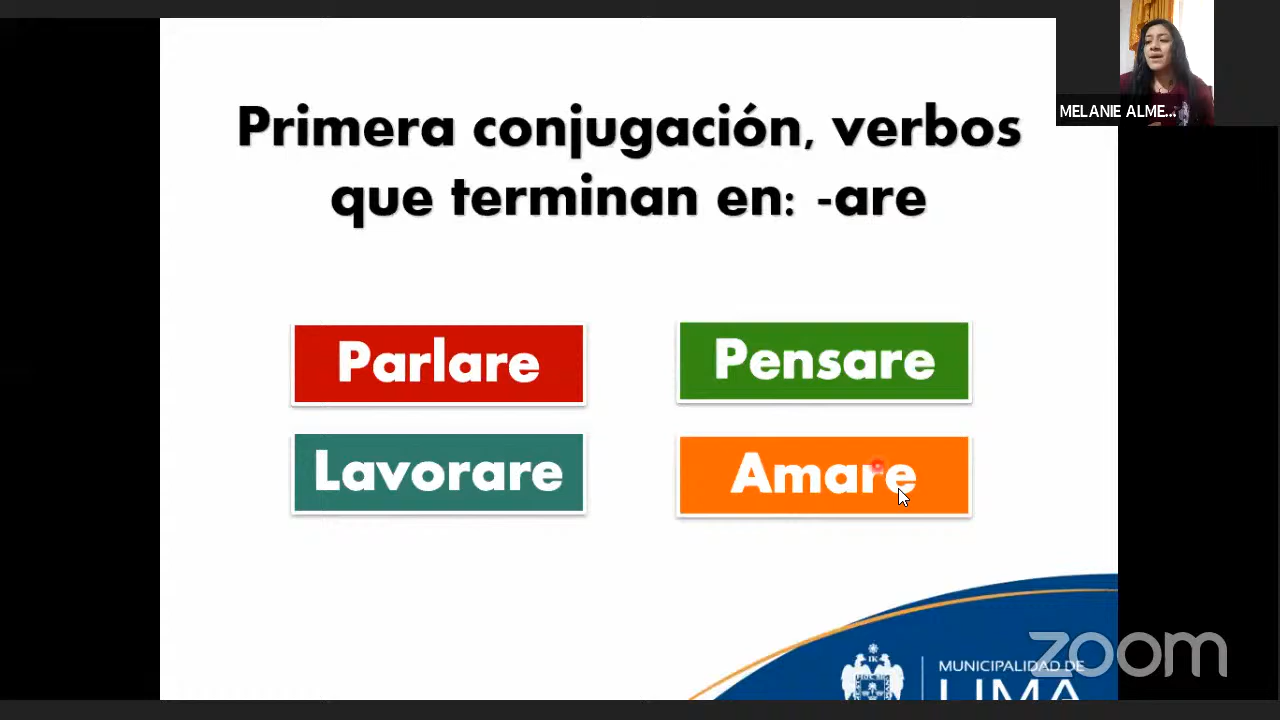 MELANIE ALME...
Primera conjugación, verbos
que terminan en: -are
Parlare
Pensare
Lavorare
Amare
MUNICIPALIDAD DE
LIMA
zoom